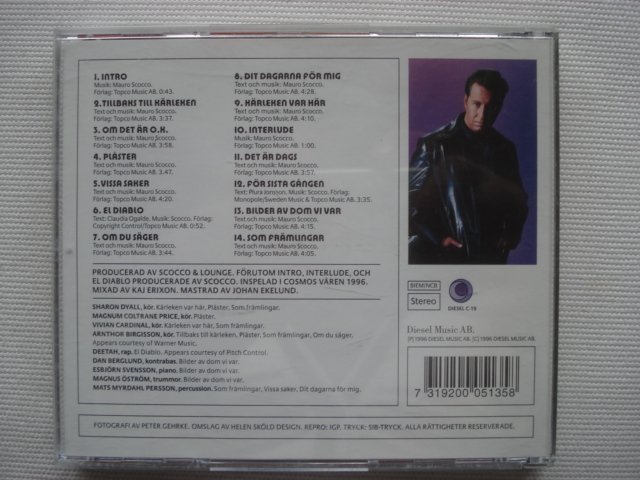 1. INTRO
Musik: Mauro Scocco.
Förlag: Topco Music AB. 0:43.
2. TILLBAKS TILL KÄRLEKEN
Text och musik: Mauro Scocco.
Förlag: Topco Music AB. 3:37.
3. OM DET ÄR O.K.
Text och musik: Mauro Scocco.
Förlag: Topco Music AB. 3:58.
4. PLÅSTER
Text och musik: Mauro Scocco.
Förlag: Topco Music AB. 3:47.
5. VISSA SAKER
Text och musik: Mauro Scocco.
Förlag: Topco Music AB. 4:20.
6. EL DIABLO
Text: Claudia Ogalde. Musik: Scocco. Förlag:
Copyright Control/Topco Music AB. 0:52.
7. OM DU SÄGER
Text och musik: Mauro Scocco.
Förlag: Topco Music AB. 3:44.
8. DIT DAGARNA FÖR MIG
Text och musik: Mauro Scocco.
Förlag: Topco Music AB. 4:28.
9. KÄRLEKEN VAR HÄR
Text och musik: Mauro Scocco.
Förlag: Topco Music AB. 4:10.
10. INTERLUDE
Musik: Mauro Scocco.
Förlag: Topco Music AB. 1:00.
11. DET ÄR DAGS
Text och musik: Mauro Scocco.
Förlag: Topco Music AB. 3:57.
12. FÖR SISTA GÅNGEN
Text: Plura Jonsson. Musik: Scocco. Förlag:
Monopole/Sweden Music & Topco Music AB. 3:35.
13. BILDER AV DOM VI VAR
Text och musik: Mauro Scocco.
Förlag: Topco Music AB. 4:15.
14. SOM FRÄMLINGAR
Text och musik: Mauro Scocco.
Förlag: Topco Music AB. 4:05.
PRODUCERAD AV SCOCCO & LOUNGE. FÖRUTOM INTRO, INTERLUDE, OCH
EL DIABLO PRODUCERADE AV SCOCCO. INSPELAD I COSMOS VÅREN 1996.
MIXAD AV KAJ ERIXON. MASTRAD AV JOHAN EKELUND.
SHARON DYALL, kör. Kärleken var här, Plåster, Som främlingar.
MAGNUM COLTRANE PRICE, kör. Plåster.
VIVIAN CARDINAL, kör. Kärleken var här, Som främlingar.
ARNTHOR BIRGISSON, kör. Tillbaks till kärleken, Plåster, Som främlingar, Om du säger,
Appears courtesy of Warner Music.
DEETAH, rap. El Diablo. Appears courtesy of Pitch Control.
DAN BERGLUND, kontrabas. Bilder av dom vi var.
ESBJÖRN SVENSSON, piano. Bilder av dom vi var.
MAGNUS ÖSTRÖM, trummor. Bilder av dom vi var.
MATS MYRDAHL PERSSON, percussion. Som främlingar, Vissa saker, Dit dagarna för mig.
BIEM/NCB
Stereo
DIESEL C-19
Diesel Music AB.
[P] 1996 DIESEL MUSIC AB. [C] 1996 DIESEL MUSIC AB.
7 319200 051358
FOTOGRAFI AV PETER GEHRKE. OMSLAG AV HELEN SKÖLD DESIGN. REPRO: IGP. TRYCK: SIB-TRYCK. ALLA RÄTTIGHETER RESERVERADE.